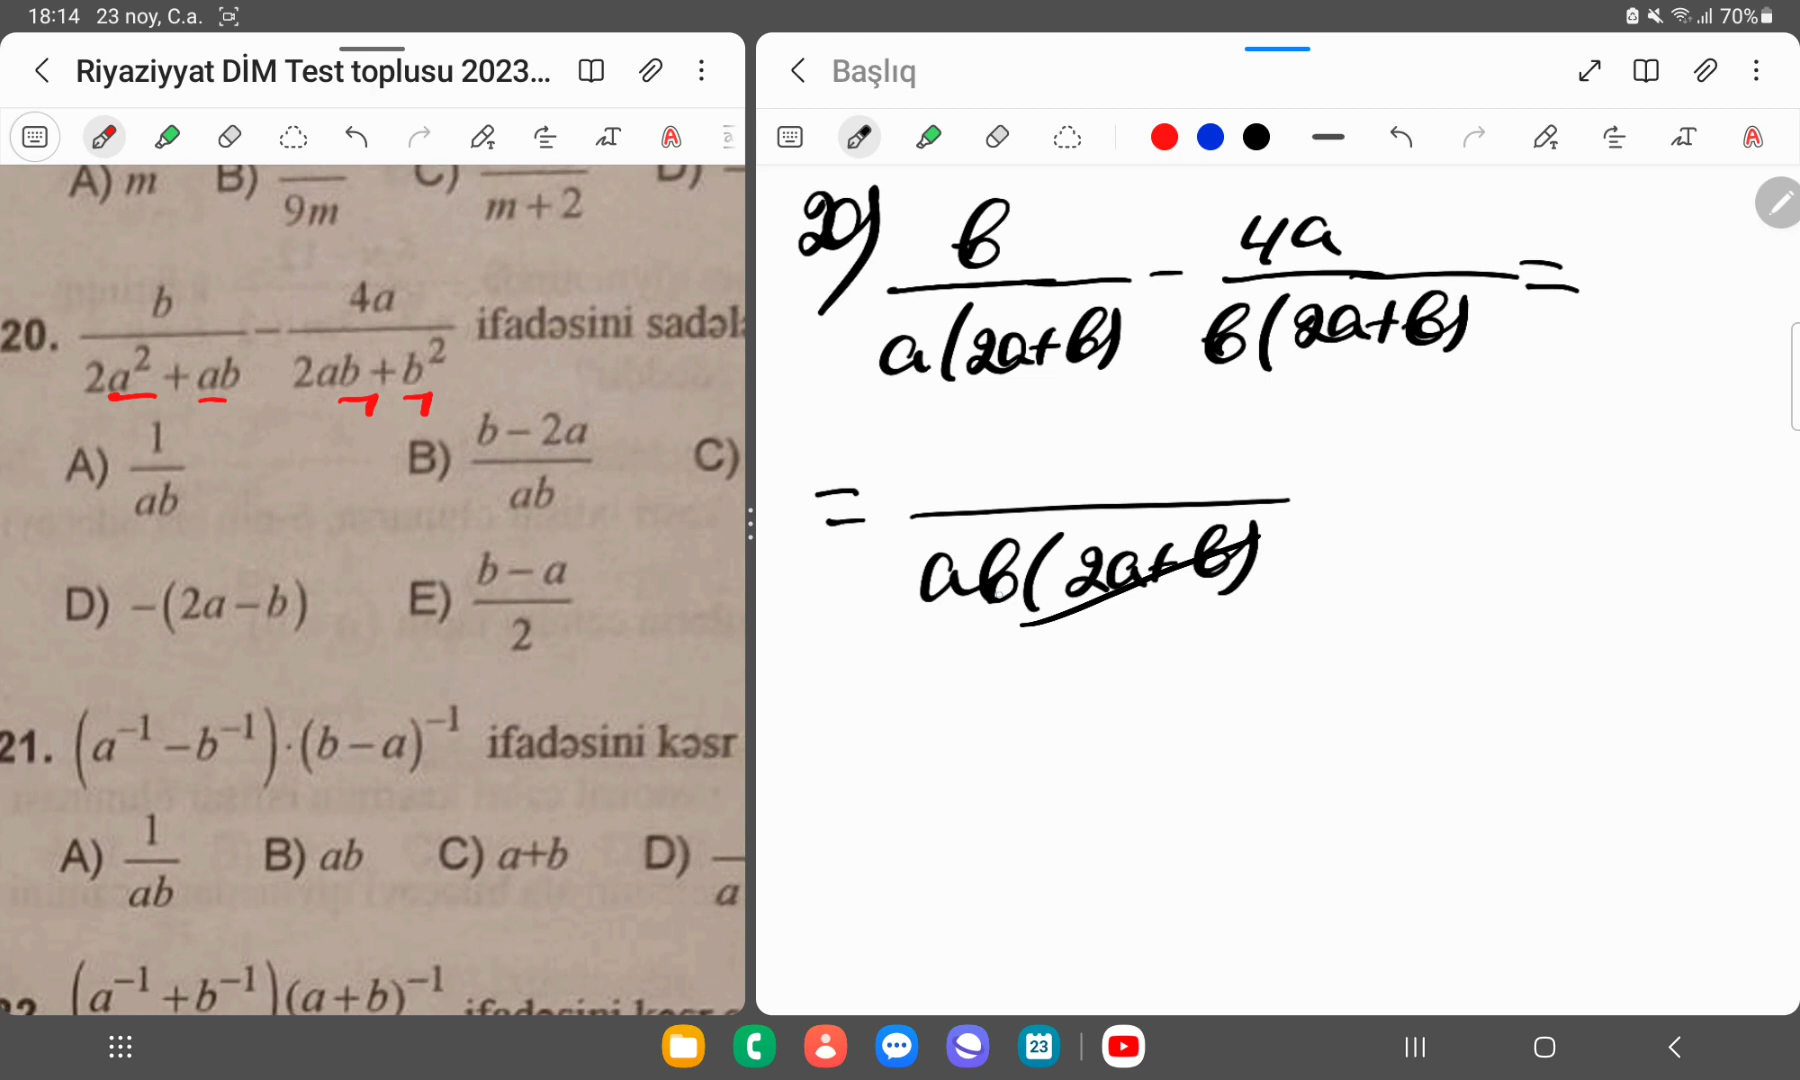 18:14 23 noy, C.a. 70%
Riyaziyyat DİM Test toplusu 2023...
A) m B) 9m C) m + 2 D)
20. b/(2a² + ab) − 4a/(2ab + b²) ifadəsini sadəl
A) 1/ab B) (b − 2a)/ab C)
D) −(2a − b) E) (b − a)/2
21. (a⁻¹ − b⁻¹)·(b − a)⁻¹ ifadəsini kəsr
A) 1/ab B) ab C) a+b D) a
(a⁻¹ + b⁻¹)(a + b)⁻¹
Başlıq
20) b/(a(2a+b)) − 4a/(b(2a+b)) =
= /(ab(2a+b))
23